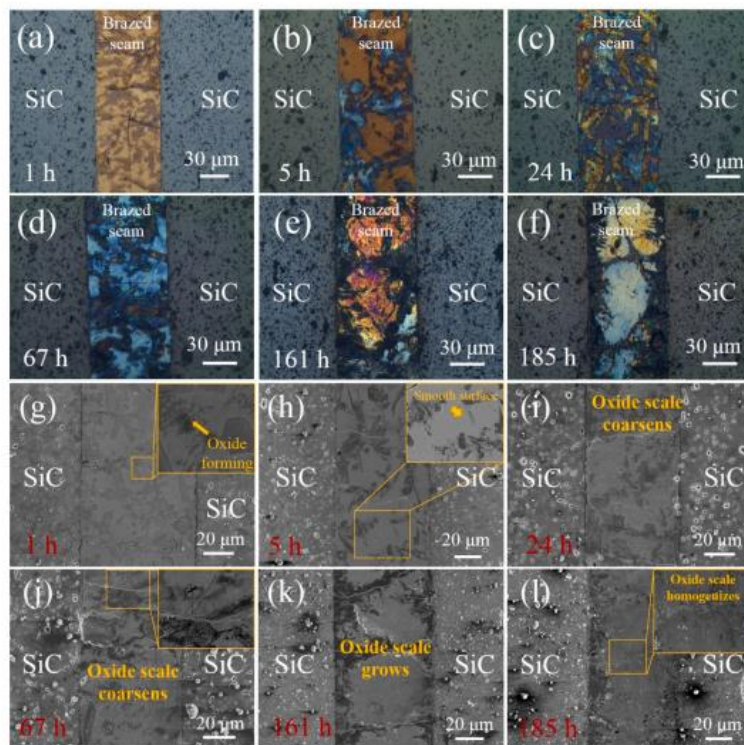 (a)
Brazed
seam
SiC
SiC
1 h
30 μm
(b)
Brazed
seam
SiC
SiC
5 h
30 μm
(c)
Brazed
seam
SiC
SiC
24 h
30 μm
(d)
Brazed
seam
SiC
SiC
67 h
30 μm
(e)
Brazed
seam
SiC
SiC
161 h
30 μm
(f)
Brazed
seam
SiC
SiC
185 h
30 μm
(g)
Oxide
forming
SiC
SiC
1 h
20 μm
(h)
Smooth surface
SiC
5 h
20 μm
(i)
Oxide scale
coarsens
SiC
SiC
24 h
20 μm
(j)
SiC
SiC
Oxide scale
coarsens
67 h
20 μm
(k)
SiC
SiC
Oxide scale
grows
161 h
20 μm
(l)
Oxide scale
homogenizes
SiC
SiC
185 h
20 μm